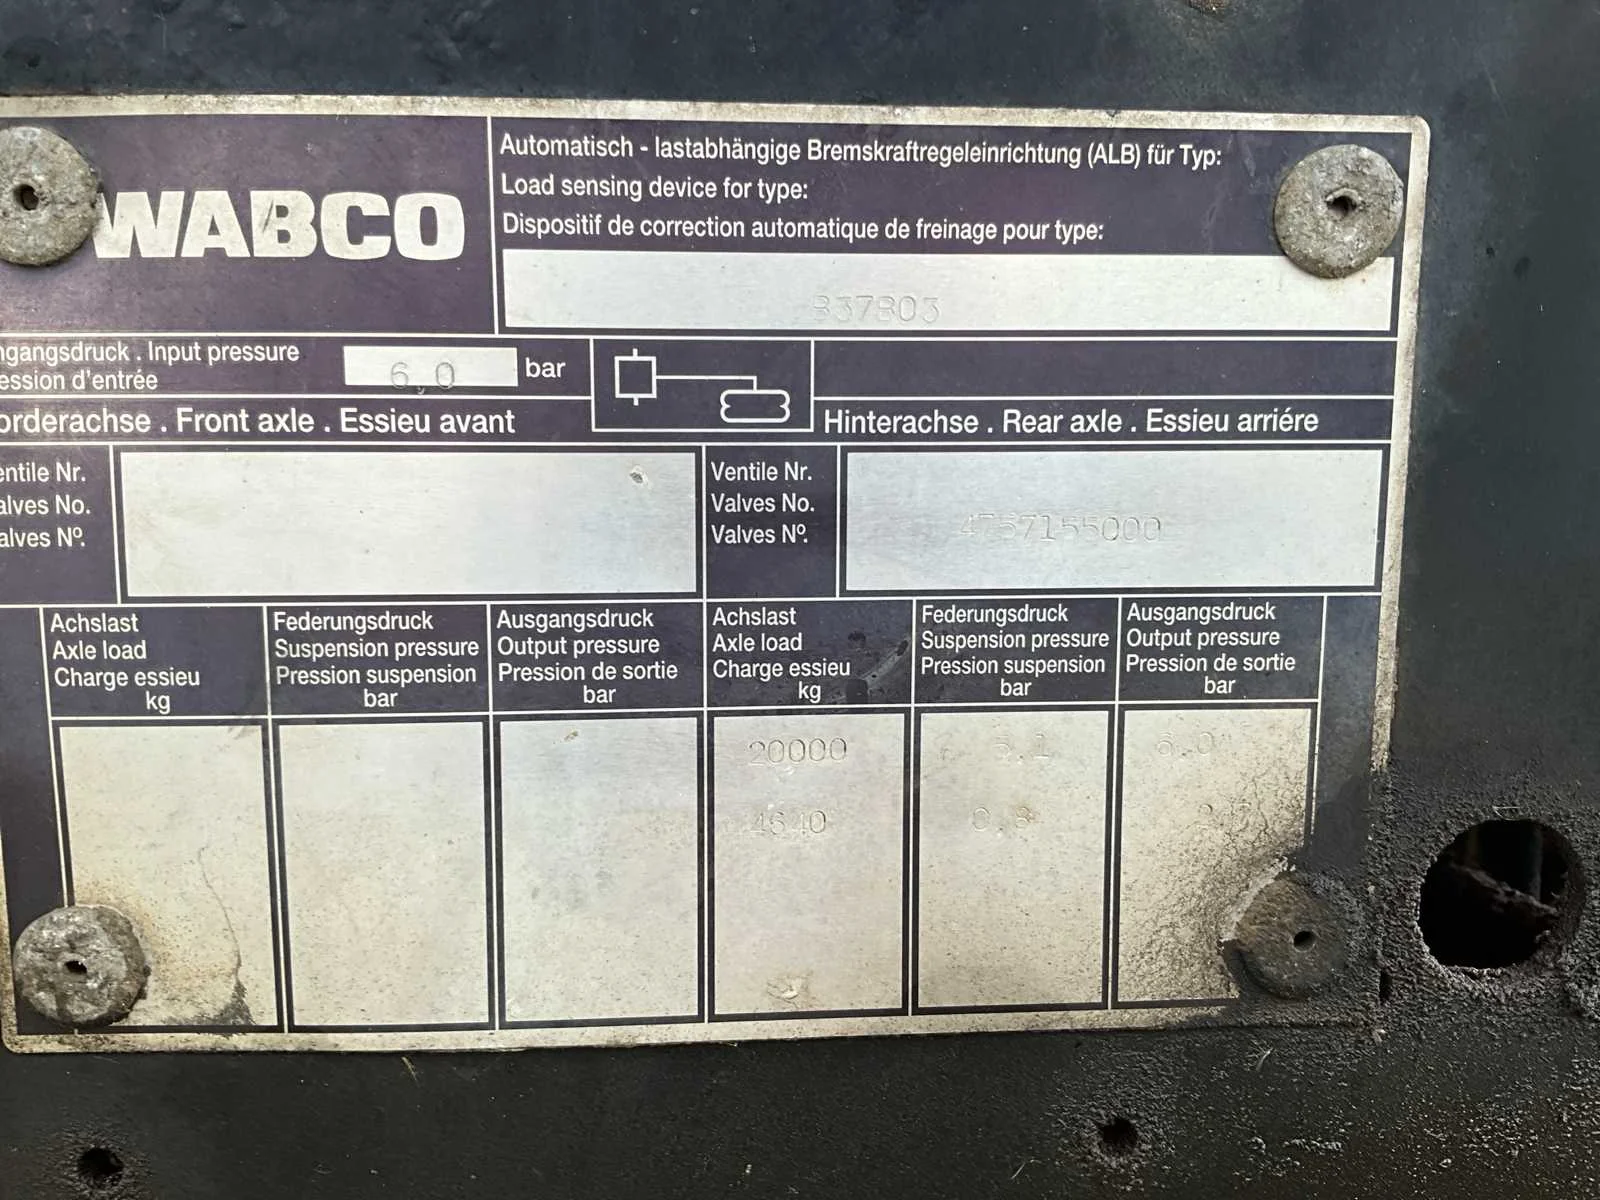 WABCO
Automatisch - lastabhängige Bremskraftregeleinrichtung (ALB) für Typ:
Load sensing device for type:
Dispositif de correction automatique de freinage pour type:
B37B03
ngangsdruck . Input pressure
ession d'entrée
6,0 bar
orderachse . Front axle . Essieu avant
Hinterachse . Rear axle . Essieu arriére
entile Nr.
alves No.
alves Nº.
Ventile Nr.
Valves No.
Valves Nº.
4757155000
Achslast
Axle load
Charge essieu
kg
Federungsdruck
Suspension pressure
Pression suspension
bar
Ausgangsdruck
Output pressure
Pression de sortie
bar
Achslast
Axle load
Charge essieu
kg
Federungsdruck
Suspension pressure
Pression suspension
bar
Ausgangsdruck
Output pressure
Pression de sortie
bar
20000 5,1 6,0
4640 0,8